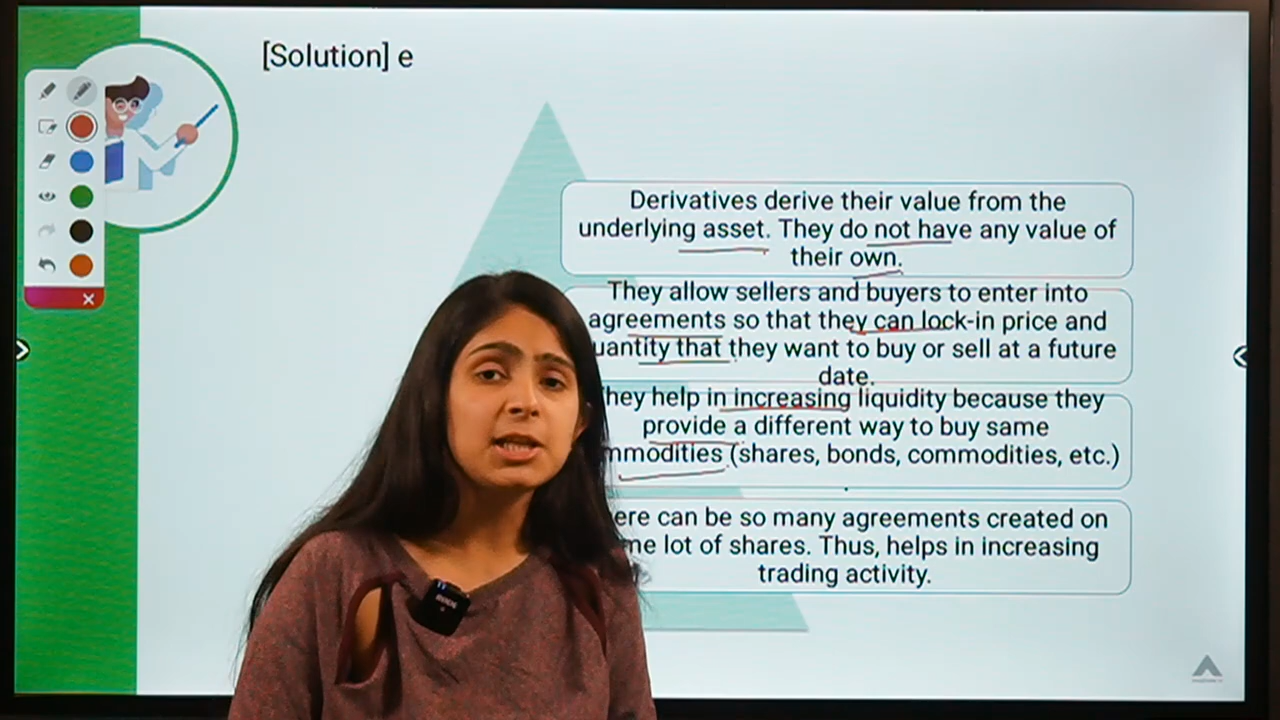 [Solution] e
Derivatives derive their value from the
underlying asset. They do not have any value of
their own.
They allow sellers and buyers to enter into
agreements so that they can lock-in price and
uantity that they want to buy or sell at a future
date.
hey help in increasing liquidity because they
provide a different way to buy same
mmodities (shares, bonds, commodities, etc.)
ere can be so many agreements created on
me lot of shares. Thus, helps in increasing
trading activity.